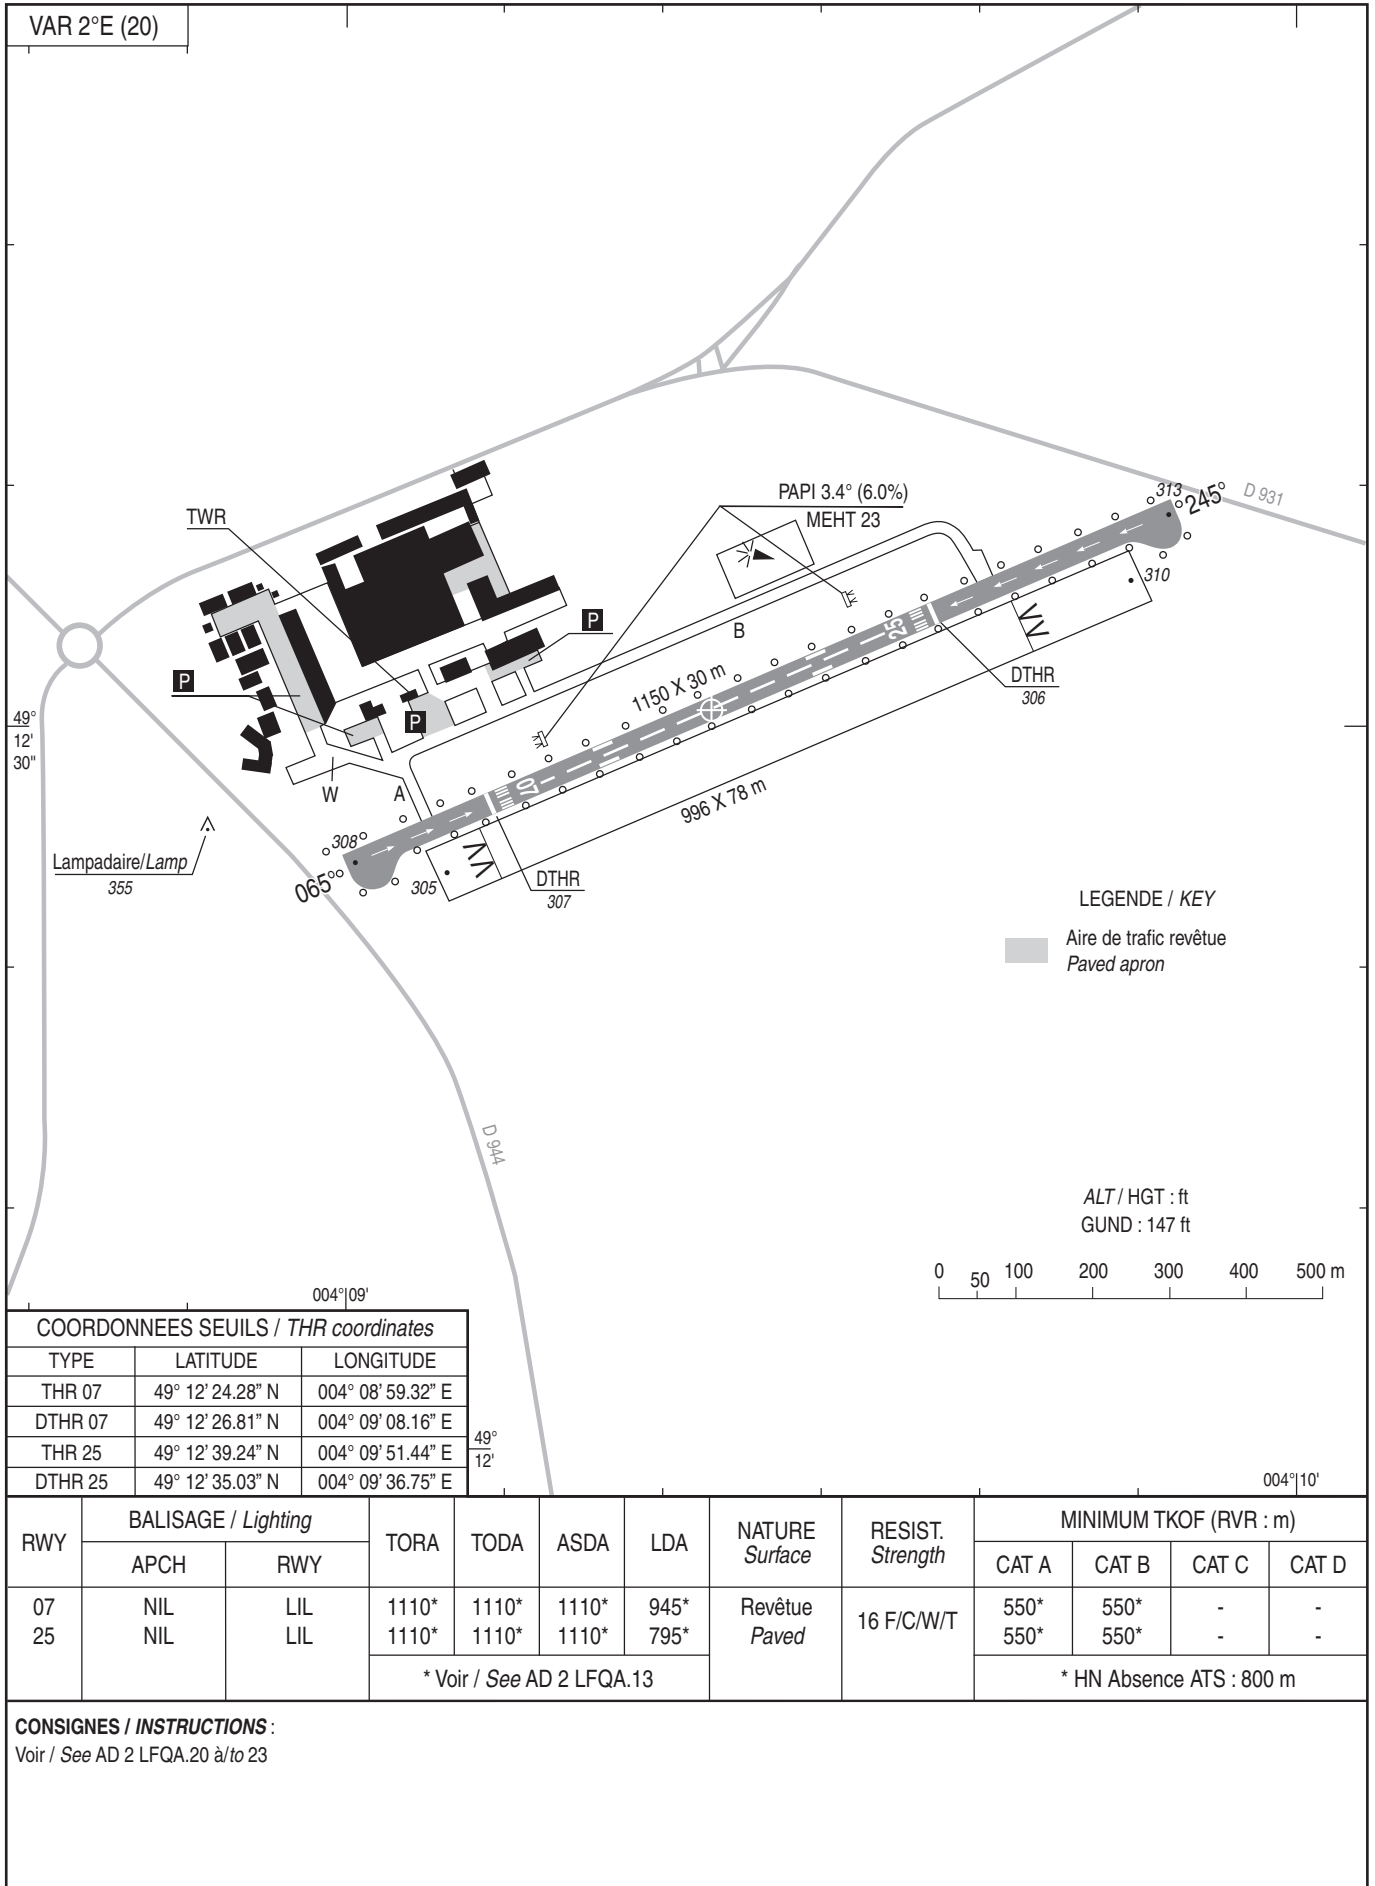 VAR 2°E (20)
D 931
313
245°
PAPI 3.4° (6.0%)
MEHT 23
TWR
310
P
B
25
P
1150 X 30 m
DTHR
306
P
49°
12'
30"
07
W
A
996 X 78 m
308
Lampadaire/Lamp
355
065°
305
DTHR
307
LEGENDE / KEY
Aire de trafic revêtue
Paved apron
D 944
ALT / HGT : ft
GUND : 147 ft
0 50 100 200 300 400 500 m
004° 09'
COORDONNEES SEUILS / THR coordinates
TYPE LATITUDE LONGITUDE
THR 07 49° 12’ 24.28” N 004° 08’ 59.32” E
DTHR 07 49° 12’ 26.81” N 004° 09’ 08.16” E
THR 25 49° 12’ 39.24” N 004° 09’ 51.44” E
DTHR 25 49° 12’ 35.03” N 004° 09’ 36.75” E
49°
12'
004° 10'
RWY BALISAGE / Lighting TORA TODA ASDA LDA NATURE RESIST. MINIMUM TKOF (RVR : m)
Surface Strength
APCH RWY CAT A CAT B CAT C CAT D
07 NIL LIL 1110* 1110* 1110* 945* Revêtue 16 F/C/W/T 550* 550* - -
25 NIL LIL 1110* 1110* 1110* 795* Paved 550* 550* - -
* Voir / See AD 2 LFQA.13 * HN Absence ATS : 800 m
CONSIGNES / INSTRUCTIONS :
Voir / See AD 2 LFQA.20 à/to 23